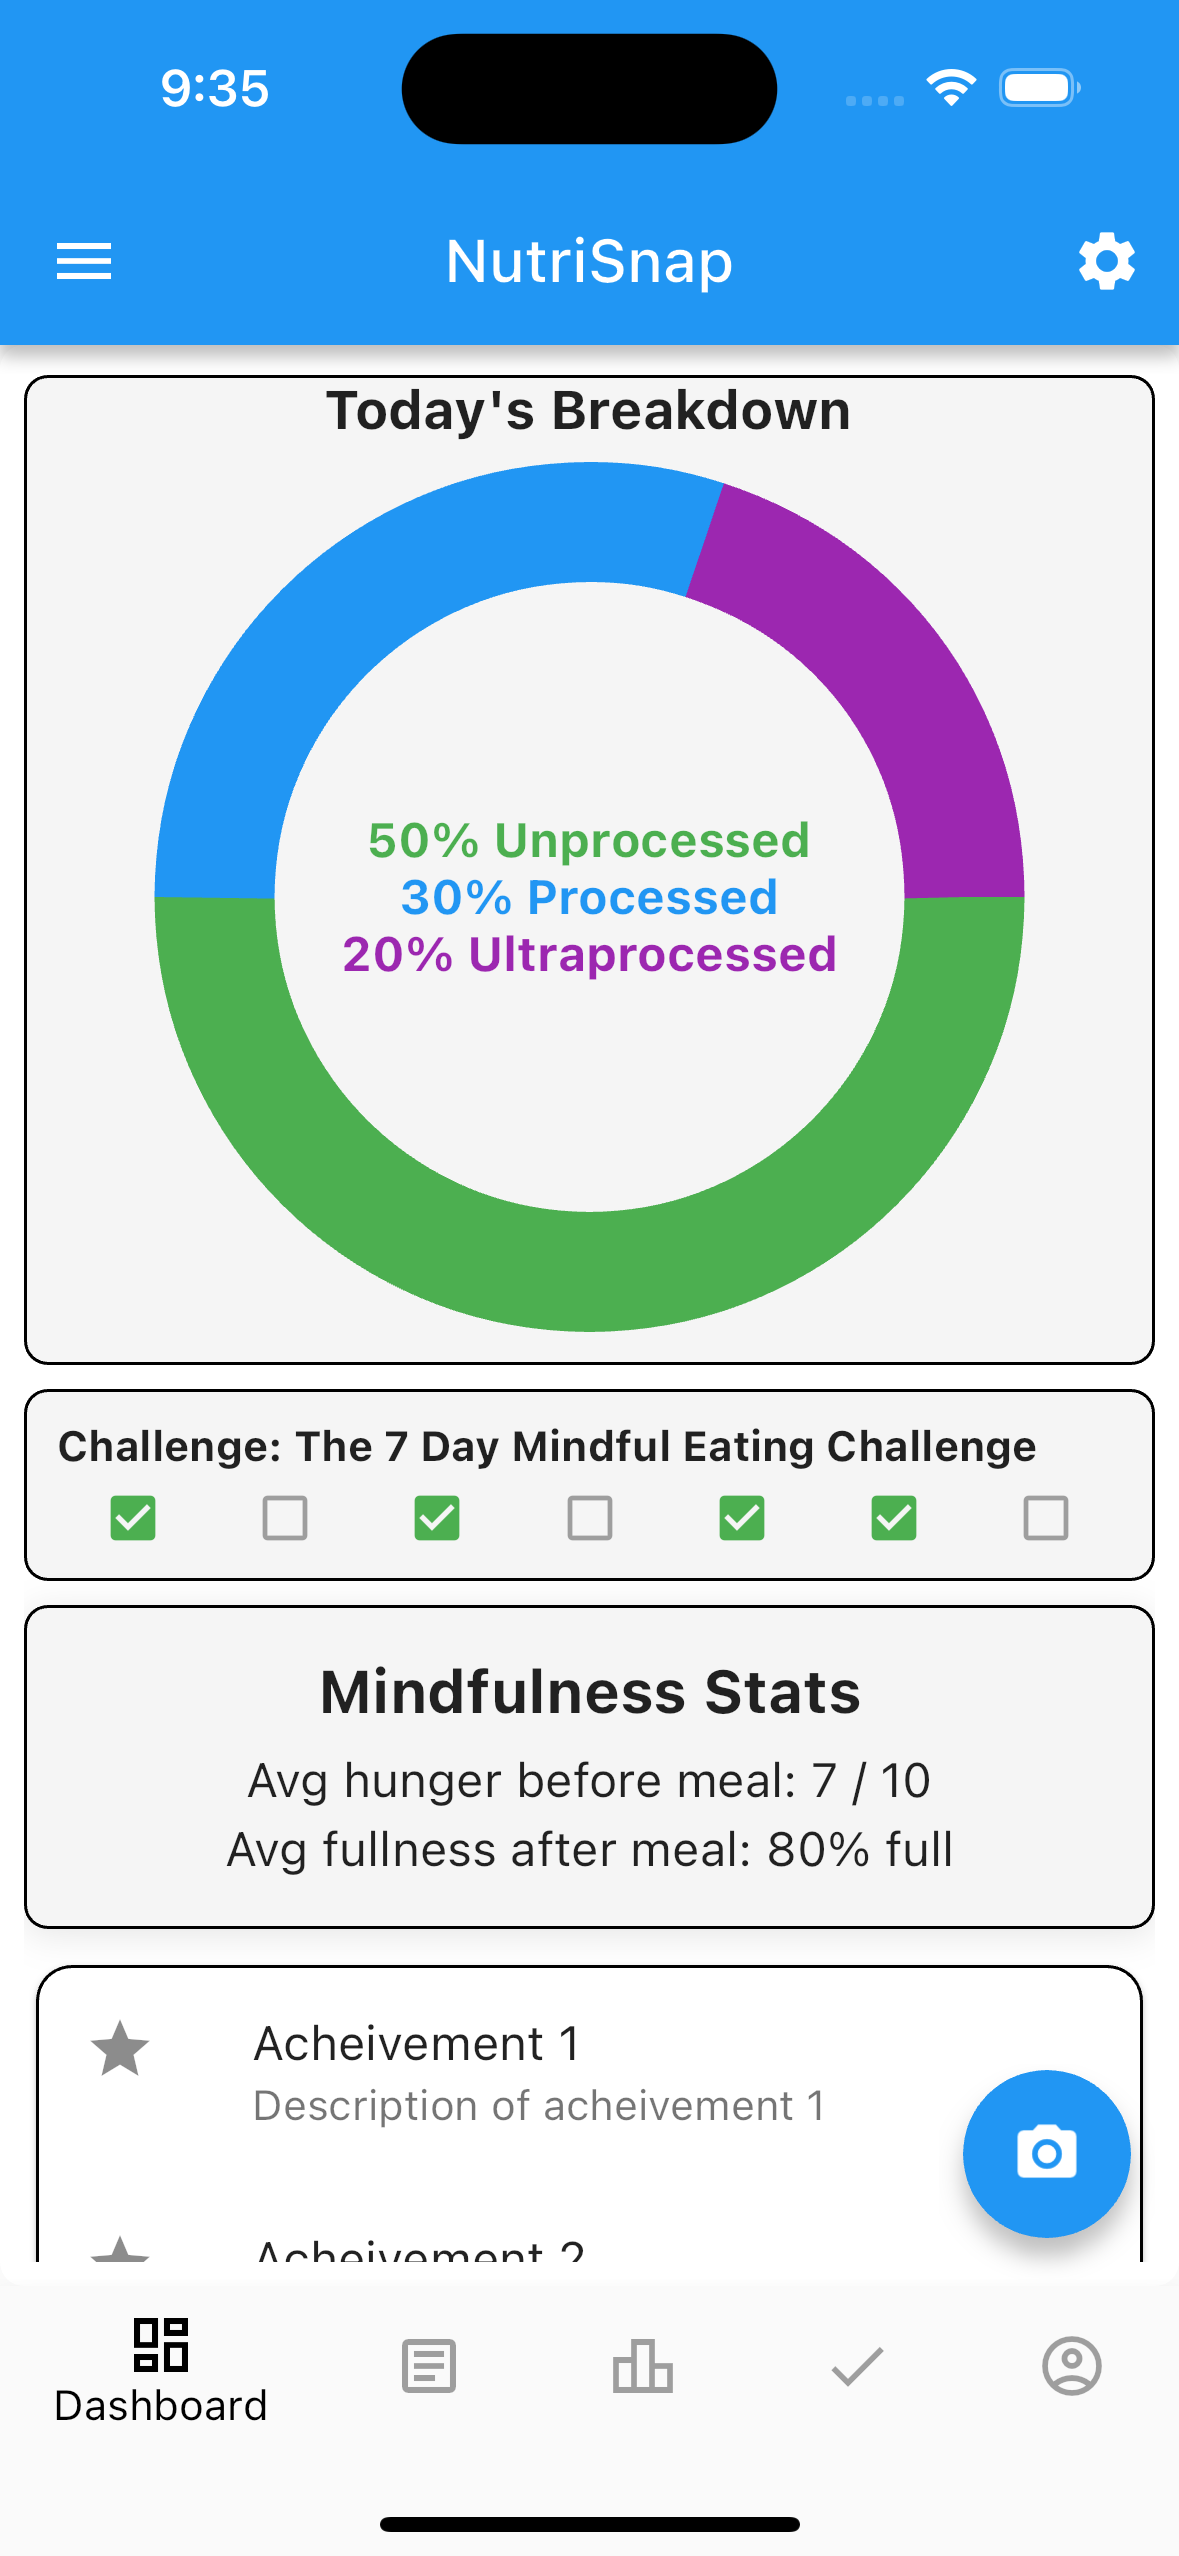 9:35
NutriSnap
Today's Breakdown
50% Unprocessed
30% Processed
20% Ultraprocessed
Challenge: The 7 Day Mindful Eating Challenge
Mindfulness Stats
Avg hunger before meal: 7 / 10
Avg fullness after meal: 80% full
Acheivement 1
Description of acheivement 1
Acheivement 2
Dashboard